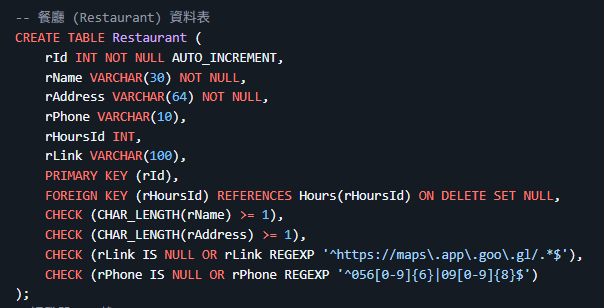 -- 餐廳 (Restaurant) 資料表
CREATE TABLE Restaurant (
    rId INT NOT NULL AUTO_INCREMENT,
    rName VARCHAR(30) NOT NULL,
    rAddress VARCHAR(64) NOT NULL,
    rPhone VARCHAR(10),
    rHoursId INT,
    rLink VARCHAR(100),
    PRIMARY KEY (rId),
    FOREIGN KEY (rHoursId) REFERENCES Hours(rHoursId) ON DELETE SET NULL,
    CHECK (CHAR_LENGTH(rName) >= 1),
    CHECK (CHAR_LENGTH(rAddress) >= 1),
    CHECK (rLink IS NULL OR rLink REGEXP '^https://maps\.app\.goo\.gl/.*$'),
    CHECK (rPhone IS NULL OR rPhone REGEXP '^056[0-9]{6}|09[0-9]{8}$')
);